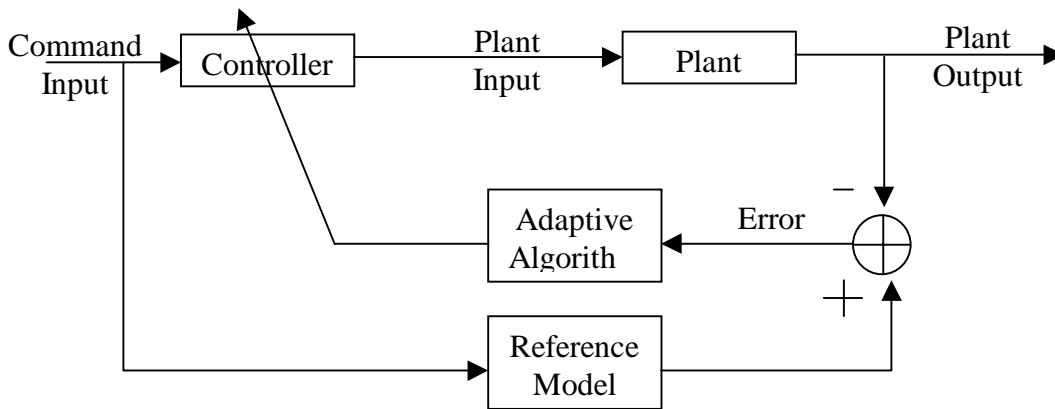 Command
Input
Controller
Plant
Input
Plant
Plant
Output
−
Adaptive
Algorith
Error
+
Reference
Model